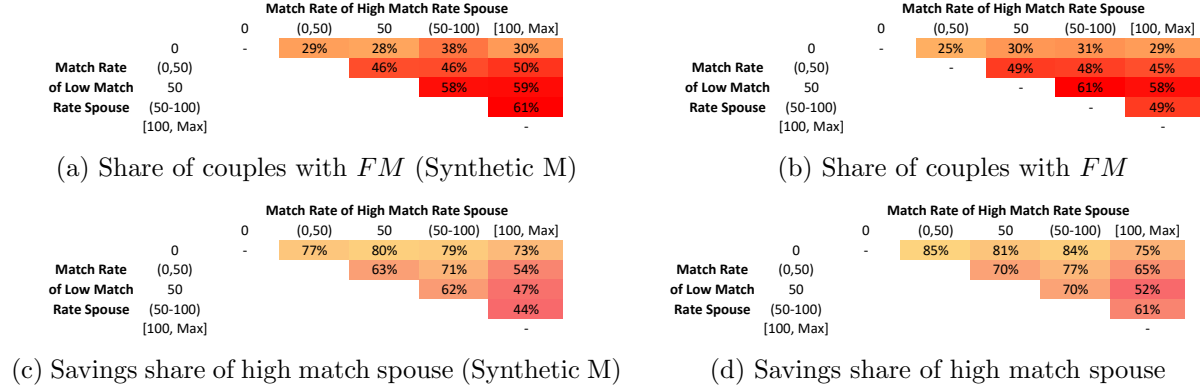 Match Rate of High Match Rate Spouse
0 (0,50) 50 (50-100) [100, Max]
0 - 29% 28% 38% 30%
Match Rate (0,50) 46% 46% 50%
of Low Match 50 58% 59%
Rate Spouse (50-100) 61%
[100, Max] -
(a) Share of couples with FM (Synthetic M)
Match Rate of High Match Rate Spouse
0 (0,50) 50 (50-100) [100, Max]
0 - 25% 30% 31% 29%
Match Rate (0,50) - 49% 48% 45%
of Low Match 50 - 61% 58%
Rate Spouse (50-100) - 49%
[100, Max] -
(b) Share of couples with FM
Match Rate of High Match Rate Spouse
0 (0,50) 50 (50-100) [100, Max]
0 - 77% 80% 79% 73%
Match Rate (0,50) 63% 71% 54%
of Low Match 50 62% 47%
Rate Spouse (50-100) 44%
[100, Max] -
(c) Savings share of high match spouse (Synthetic M)
Match Rate of High Match Rate Spouse
0 (0,50) 50 (50-100) [100, Max]
0 - 85% 81% 84% 75%
Match Rate (0,50) 70% 77% 65%
of Low Match 50 70% 52%
Rate Spouse (50-100) 61%
[100, Max] -
(d) Savings share of high match spouse